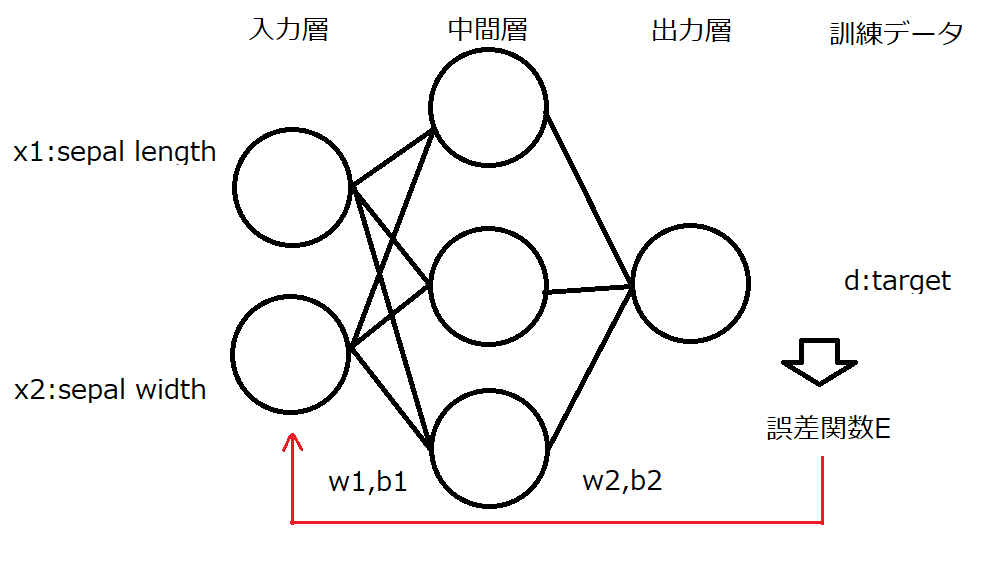 入力層
中間層
出力層
訓練データ
x1:sepal length
d:target
x2:sepal width
誤差関数E
w1,b1
w2,b2